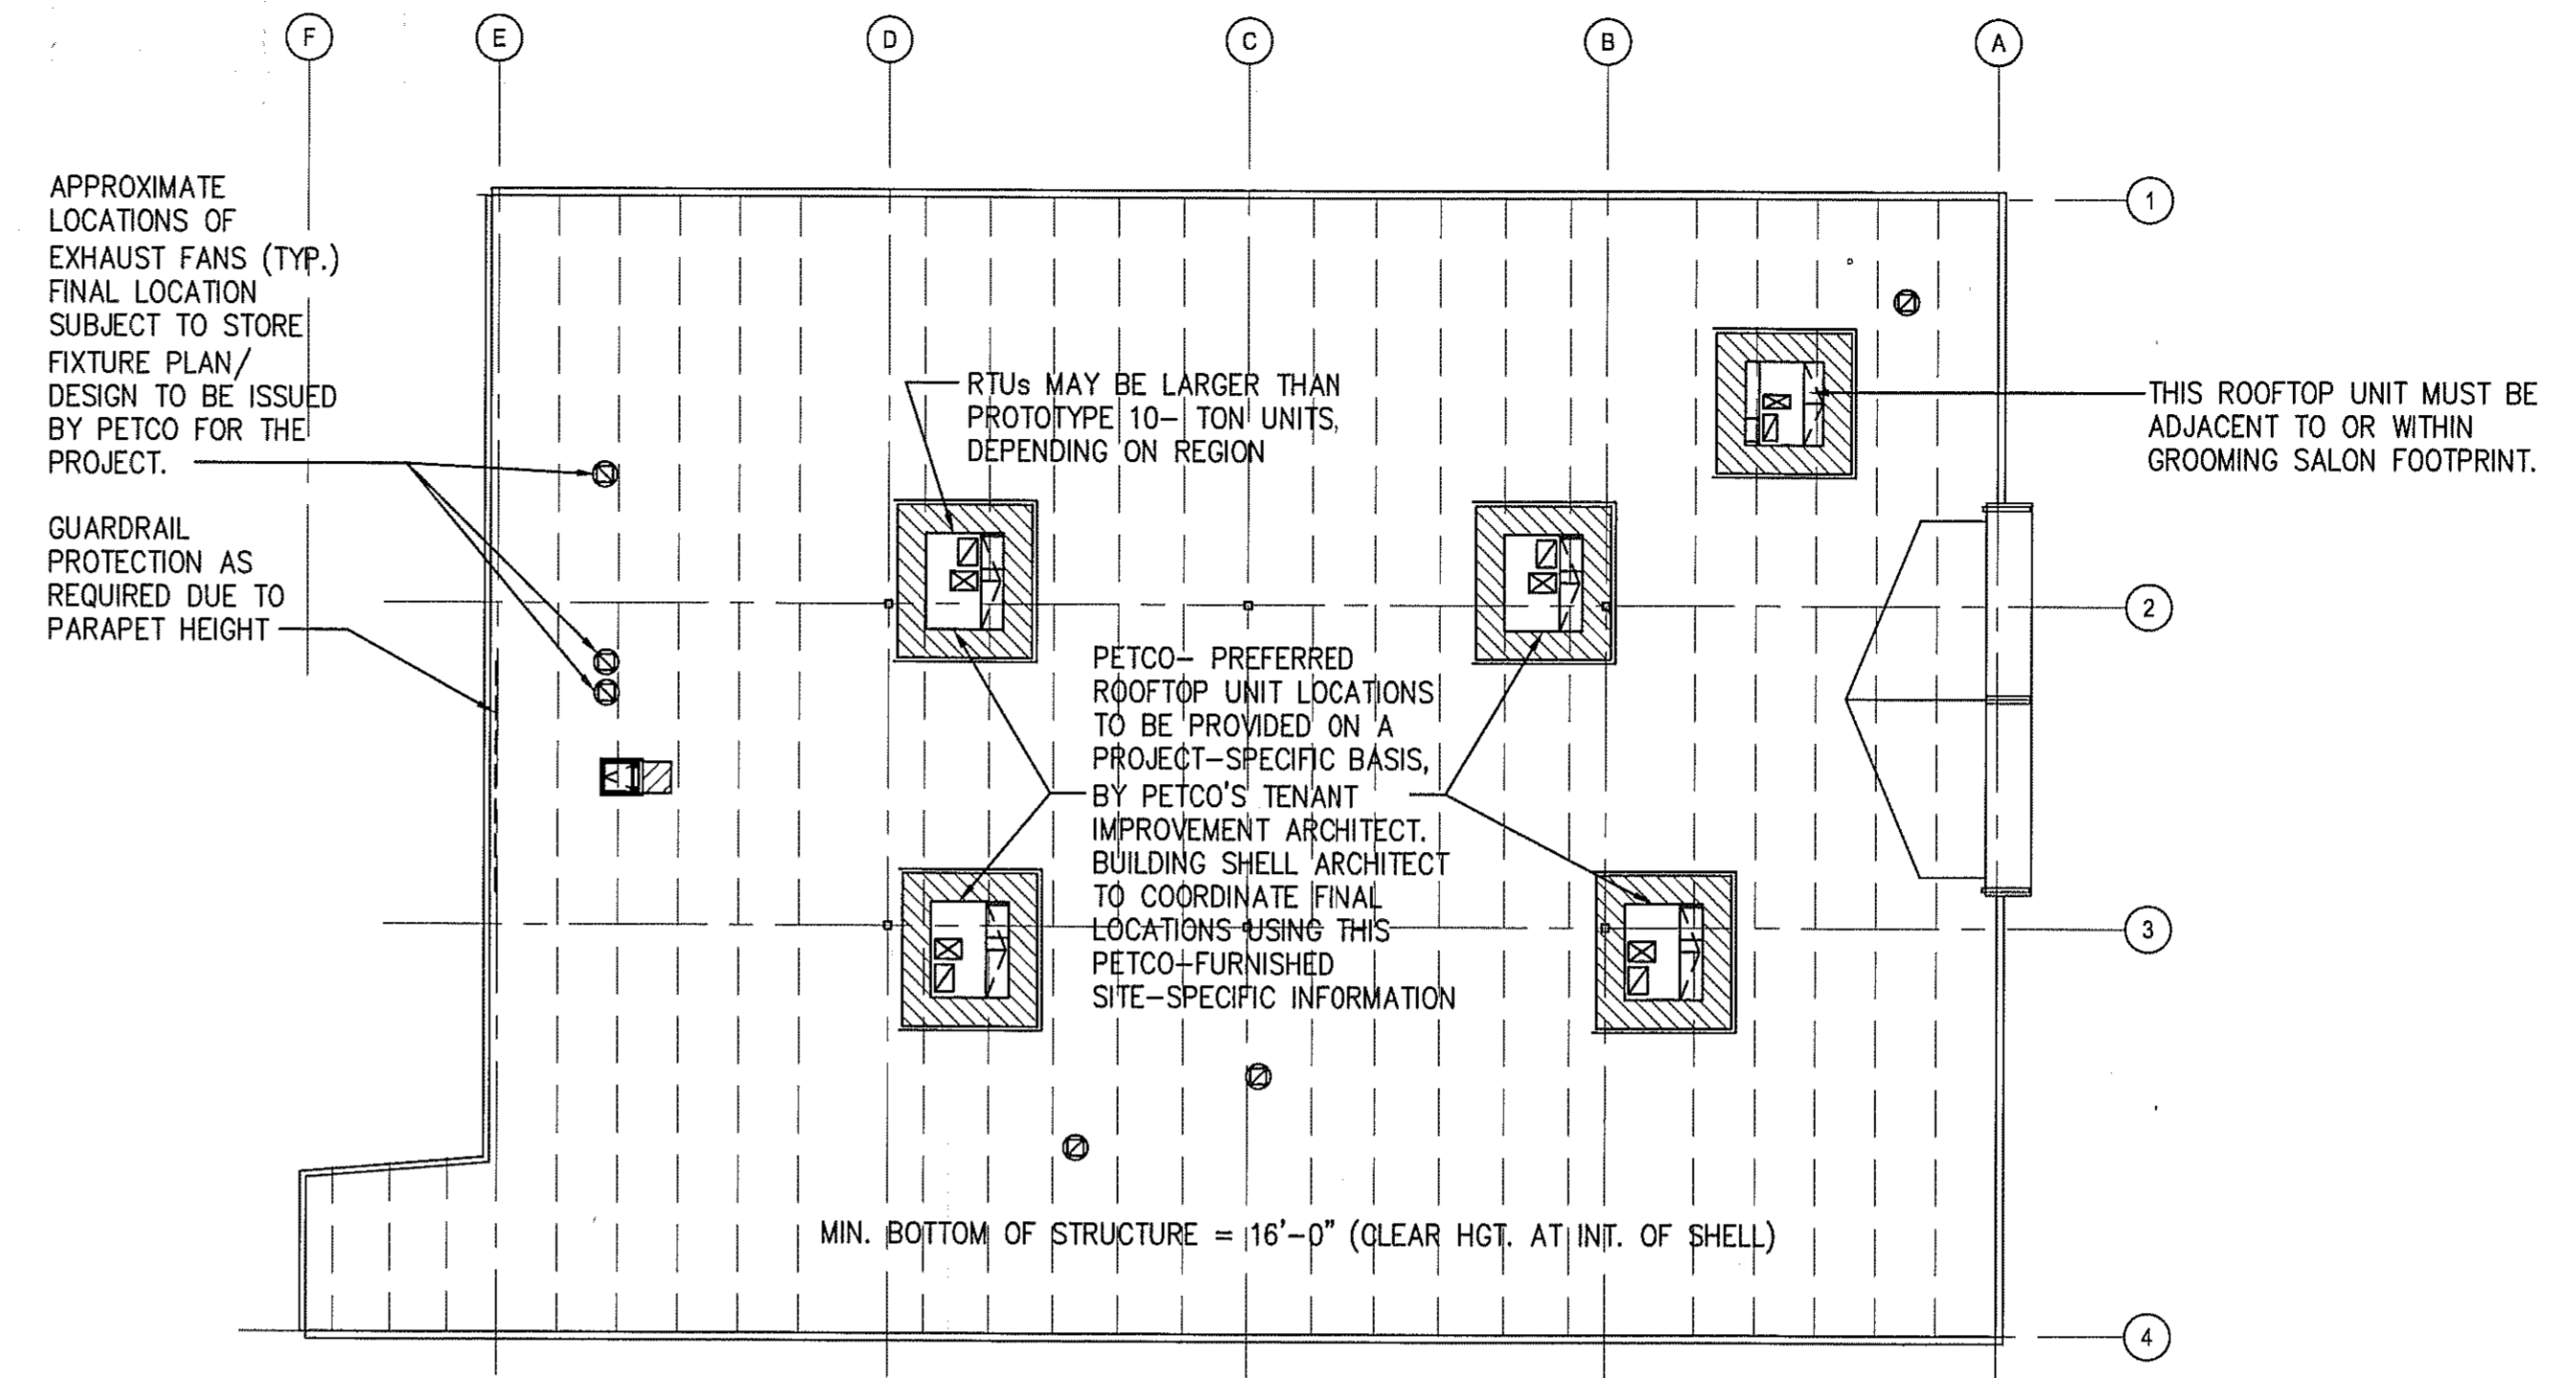 F
E
D
C
B
A
APPROXIMATE
LOCATIONS OF
EXHAUST FANS (TYP.)
FINAL LOCATION
SUBJECT TO STORE
FIXTURE PLAN/
DESIGN TO BE ISSUED
BY PETCO FOR THE
PROJECT.
GUARDRAIL
PROTECTION AS
REQUIRED DUE TO
PARAPET HEIGHT
RTUs MAY BE LARGER THAN
PROTOTYPE 10- TON UNITS,
DEPENDING ON REGION
PETCO- PREFERRED
ROOFTOP UNIT LOCATIONS
TO BE PROVIDED ON A
PROJECT-SPECIFIC BASIS,
BY PETCO'S TENANT
IMPROVEMENT ARCHITECT.
BUILDING SHELL ARCHITECT
TO COORDINATE FINAL
LOCATIONS USING THIS
PETCO-FURNISHED
SITE-SPECIFIC INFORMATION
THIS ROOFTOP UNIT MUST BE
ADJACENT TO OR WITHIN
GROOMING SALON FOOTPRINT.
1
2
3
4
MIN. BOTTOM OF STRUCTURE = 16'-0" (CLEAR HGT. AT INT. OF SHELL)